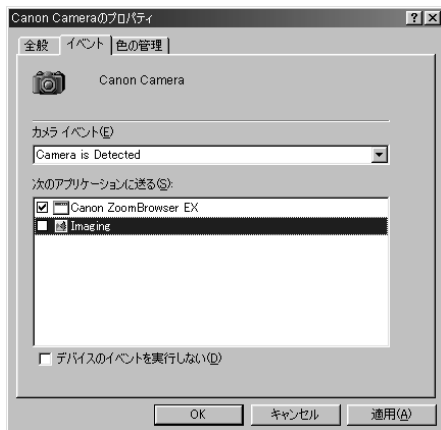 Canon Cameraのプロパティ
全般 イベント 色の管理
Canon Camera
カメラ イベント(E)
Camera is Detected
次のアプリケーションに送る(S):
Canon ZoomBrowser EX
Imaging
デバイスのイベントを実行しない(D)
OK キャンセル 適用(A)